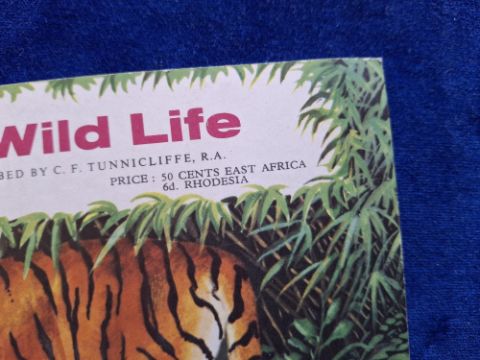 Wild Life
BED BY C. F. TUNNICLIFFE, R.A.
PRICE: 50 CENTS EAST AFRICA
6d. RHODESIA